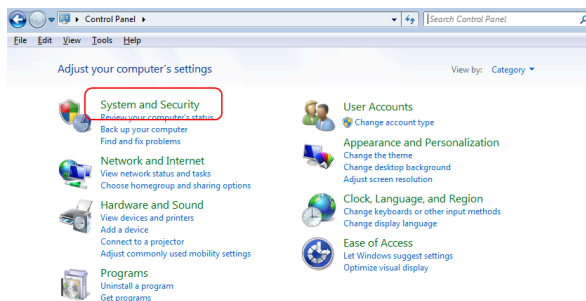 Control Panel
Search Control Panel
File Edit View Tools Help
Adjust your computer's settings
View by: Category
System and Security
Review your computer's status
Back up your computer
Find and fix problems
Network and Internet
View network status and tasks
Choose homegroup and sharing options
Hardware and Sound
View devices and printers
Add a device
Connect to a projector
Adjust commonly used mobility settings
Programs
Uninstall a program
Get programs
User Accounts
Change account type
Appearance and Personalization
Change the theme
Change desktop background
Adjust screen resolution
Clock, Language, and Region
Change keyboards or other input methods
Change display language
Ease of Access
Let Windows suggest settings
Optimize visual display